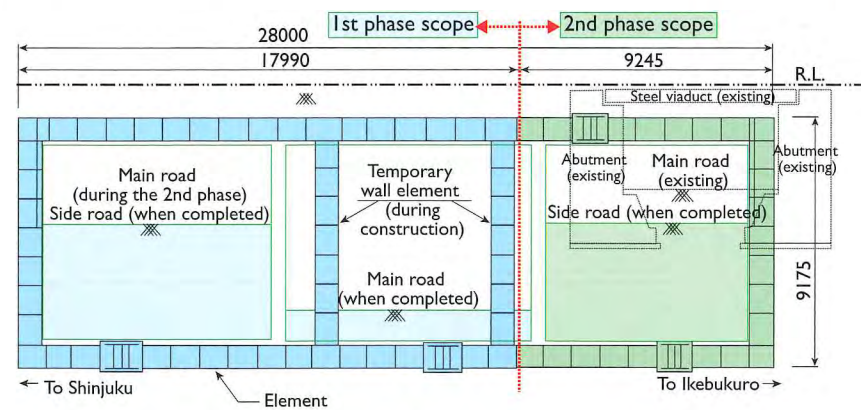 1st phase scope
2nd phase scope
28000
17990
9245
R.L.
Steel viaduct (existing)
Abutment
(existing)
Main road
(existing)
Abutment
(existing)
Main road
(during the 2nd phase)
Side road (when completed)
Temporary
wall element
(during
construction)
Side road (when completed)
Main road
(when completed)
9175
To Shinjuku
Element
To Ikebukuro